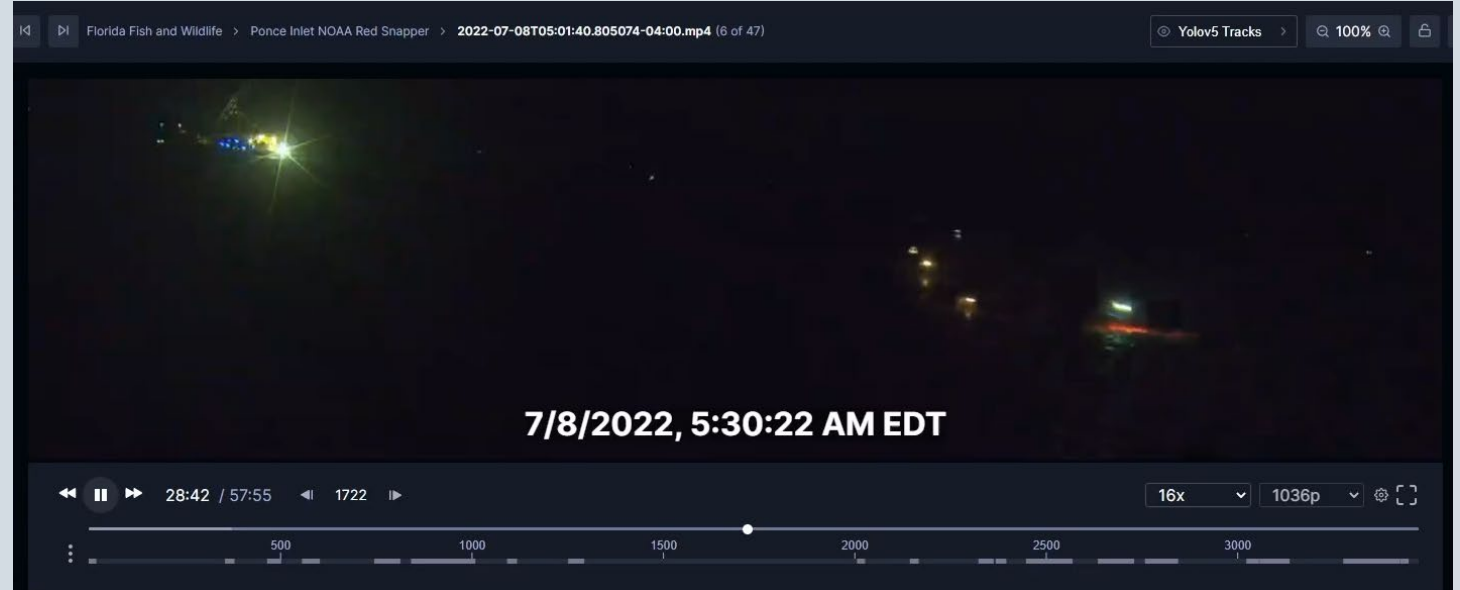 Florida Fish and Wildlife > Ponce Inlet NOAA Red Snapper > 2022-07-08T05:01:40.805074-04:00.mp4 (6 of 47) Yolov5 Tracks > 100%
7/8/2022, 5:30:22 AM EDT
28:42 / 57:55 1722 16x 1036p
500 1000 1500 2000 2500 3000